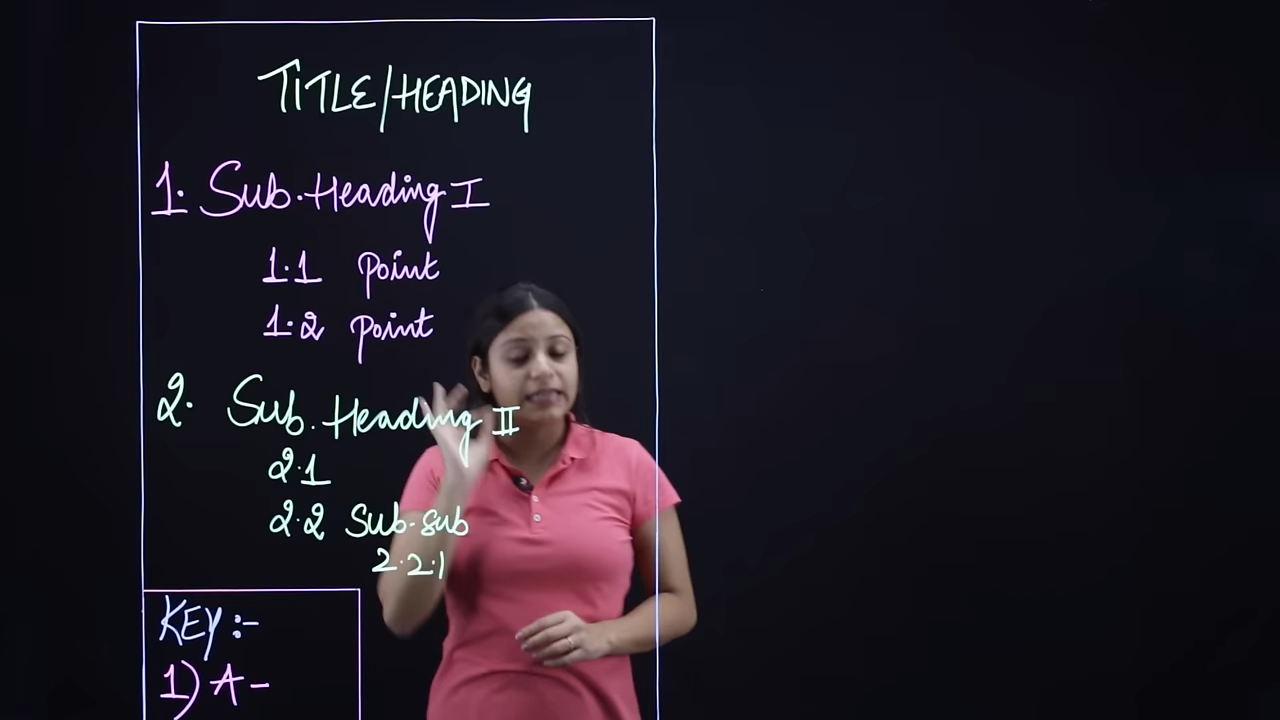 TITLE/HEADING
1. Sub-Heading-I
1.1 point
1.2 point
2. Sub-Heading II
2.1
2.2 Sub-sub
2.2.1
KEY:-
1) A-